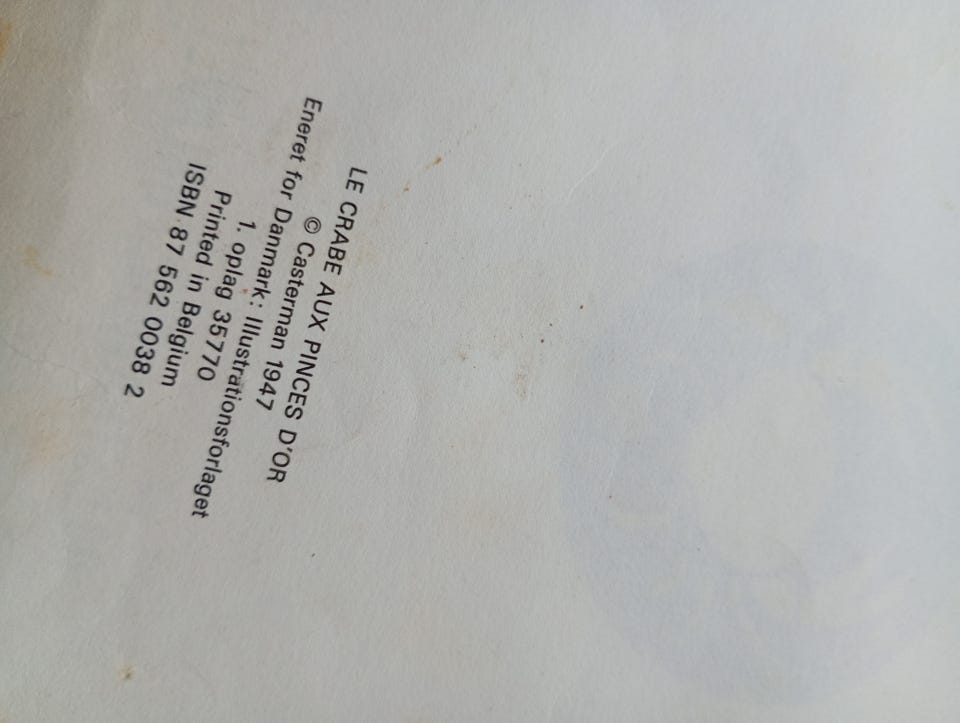 LE CRABE AUX PINCES D'OR
© Casterman 1947
Eneret for Danmark: Illustrationsforlaget
1. oplag 35770
Printed in Belgium
ISBN 87 562 0038 2